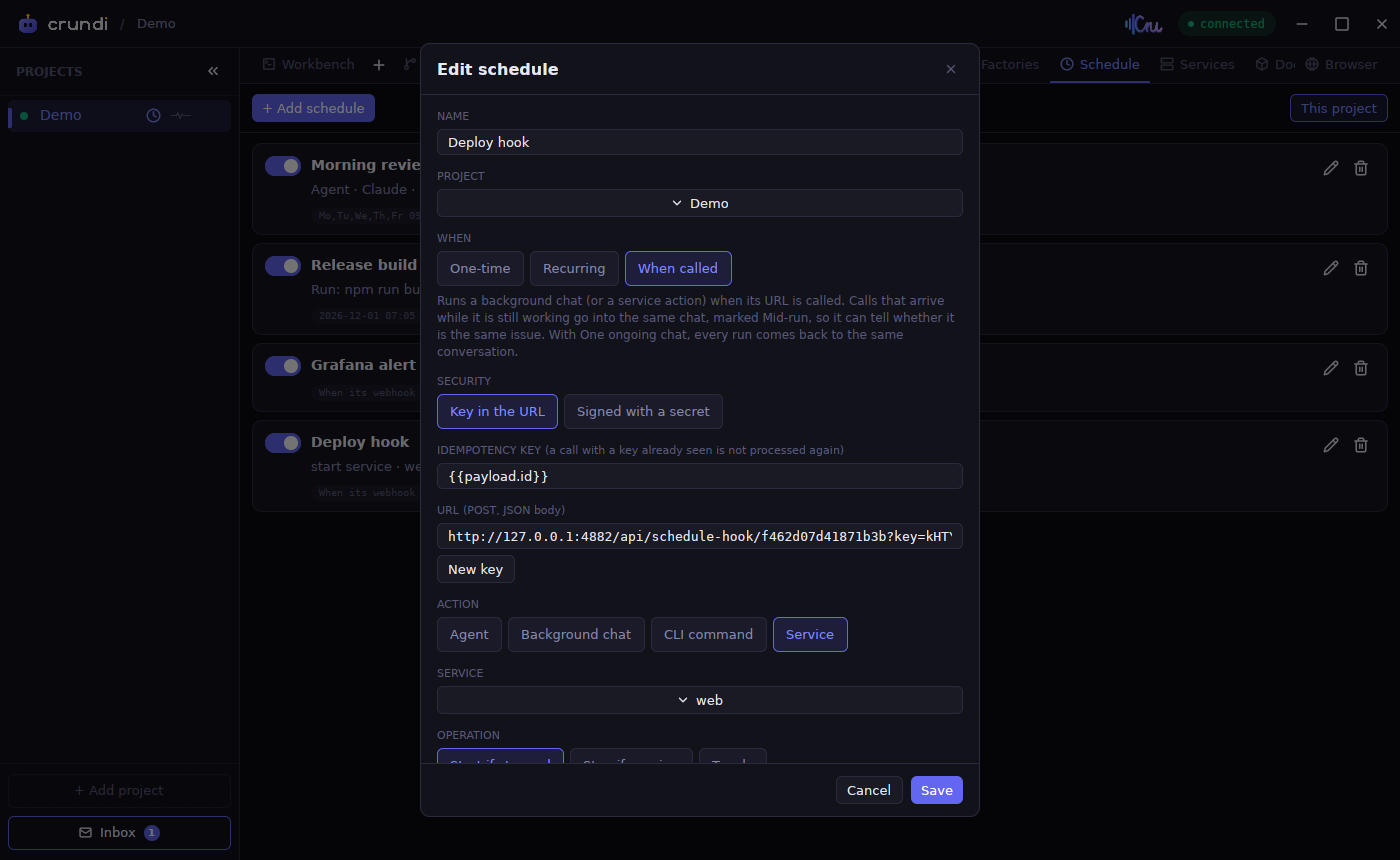 crundi / Demo
Cru
connected
PROJECTS
Workbench
Factories
Schedule
Services
Browser
Demo
+ Add schedule
This project
Morning
Agent · Claude ·
Mo,Tu,We,Th,Fr
Release build
Run: npm run
2026-12-01 07:05
Grafana alert
When its webhook
Deploy hook
start service ·
When its webhook
+ Add project
Inbox 1
Edit schedule
NAME
Deploy hook
PROJECT
Demo
WHEN
One-time
Recurring
When called
Runs a background chat (or a service action) when its URL is called. Calls that arrive
while it is still working go into the same chat, marked Mid-run, so it can tell whether it
is the same issue. With One ongoing chat, every run comes back to the same
conversation.
SECURITY
Key in the URL
Signed with a secret
IDEMPOTENCY KEY (a call with a key already seen is not processed again)
{{payload.id}}
URL (POST, JSON body)
http://127.0.0.1:4882/api/schedule-hook/f462d07d41871b3b?key=kHT
New key
ACTION
Agent
Background chat
CLI command
Service
SERVICE
web
OPERATION
Cancel
Save